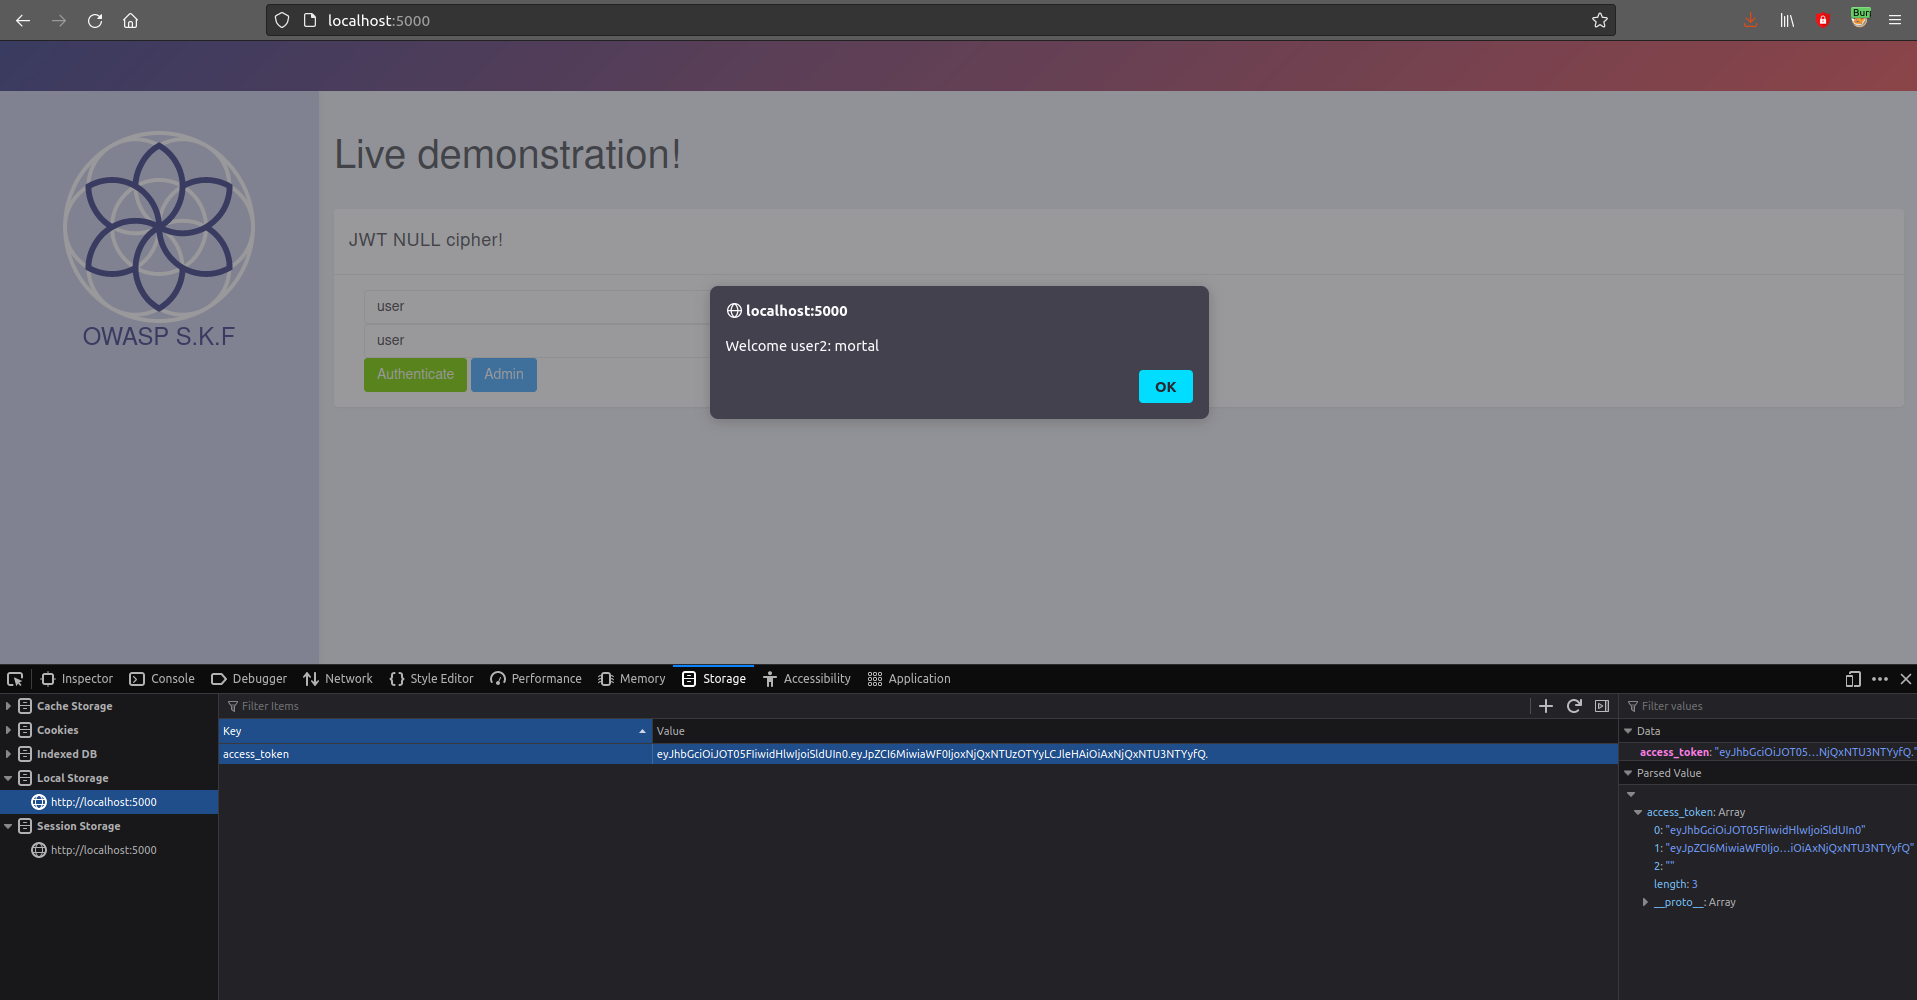 localhost:5000
Bur
Live demonstration!
JWT NULL cipher!
OWASP S.K.F
user
user
Authenticate Admin
localhost:5000
Welcome user2: mortal
OK
Inspector Console Debugger Network Style Editor Performance Memory Storage Accessibility Application
Cache Storage
Cookies
Indexed DB
Local Storage
http://localhost:5000
Session Storage
http://localhost:5000
Filter Items
Key Value
access_token eyJhbGciOiJOT05FIiwidHlwIjoiSldUIn0.eyJpZCI6MiwiaWF0IjoxNjQxNTUzOTYyLCJleHAiOiAxNjQxNTU3NTYyfQ.
Filter values
Data
access_token: "eyJhbGciOiJOT05…NjQxNTU3NTYyfQ."
Parsed Value
access_token: Array
0: "eyJhbGciOiJOT05FIiwidHlwIjoiSldUIn0"
1: "eyJpZCI6MiwiaWF0Ijo…iOiAxNjQxNTU3NTYyfQ"
2: ""
length: 3
__proto__: Array